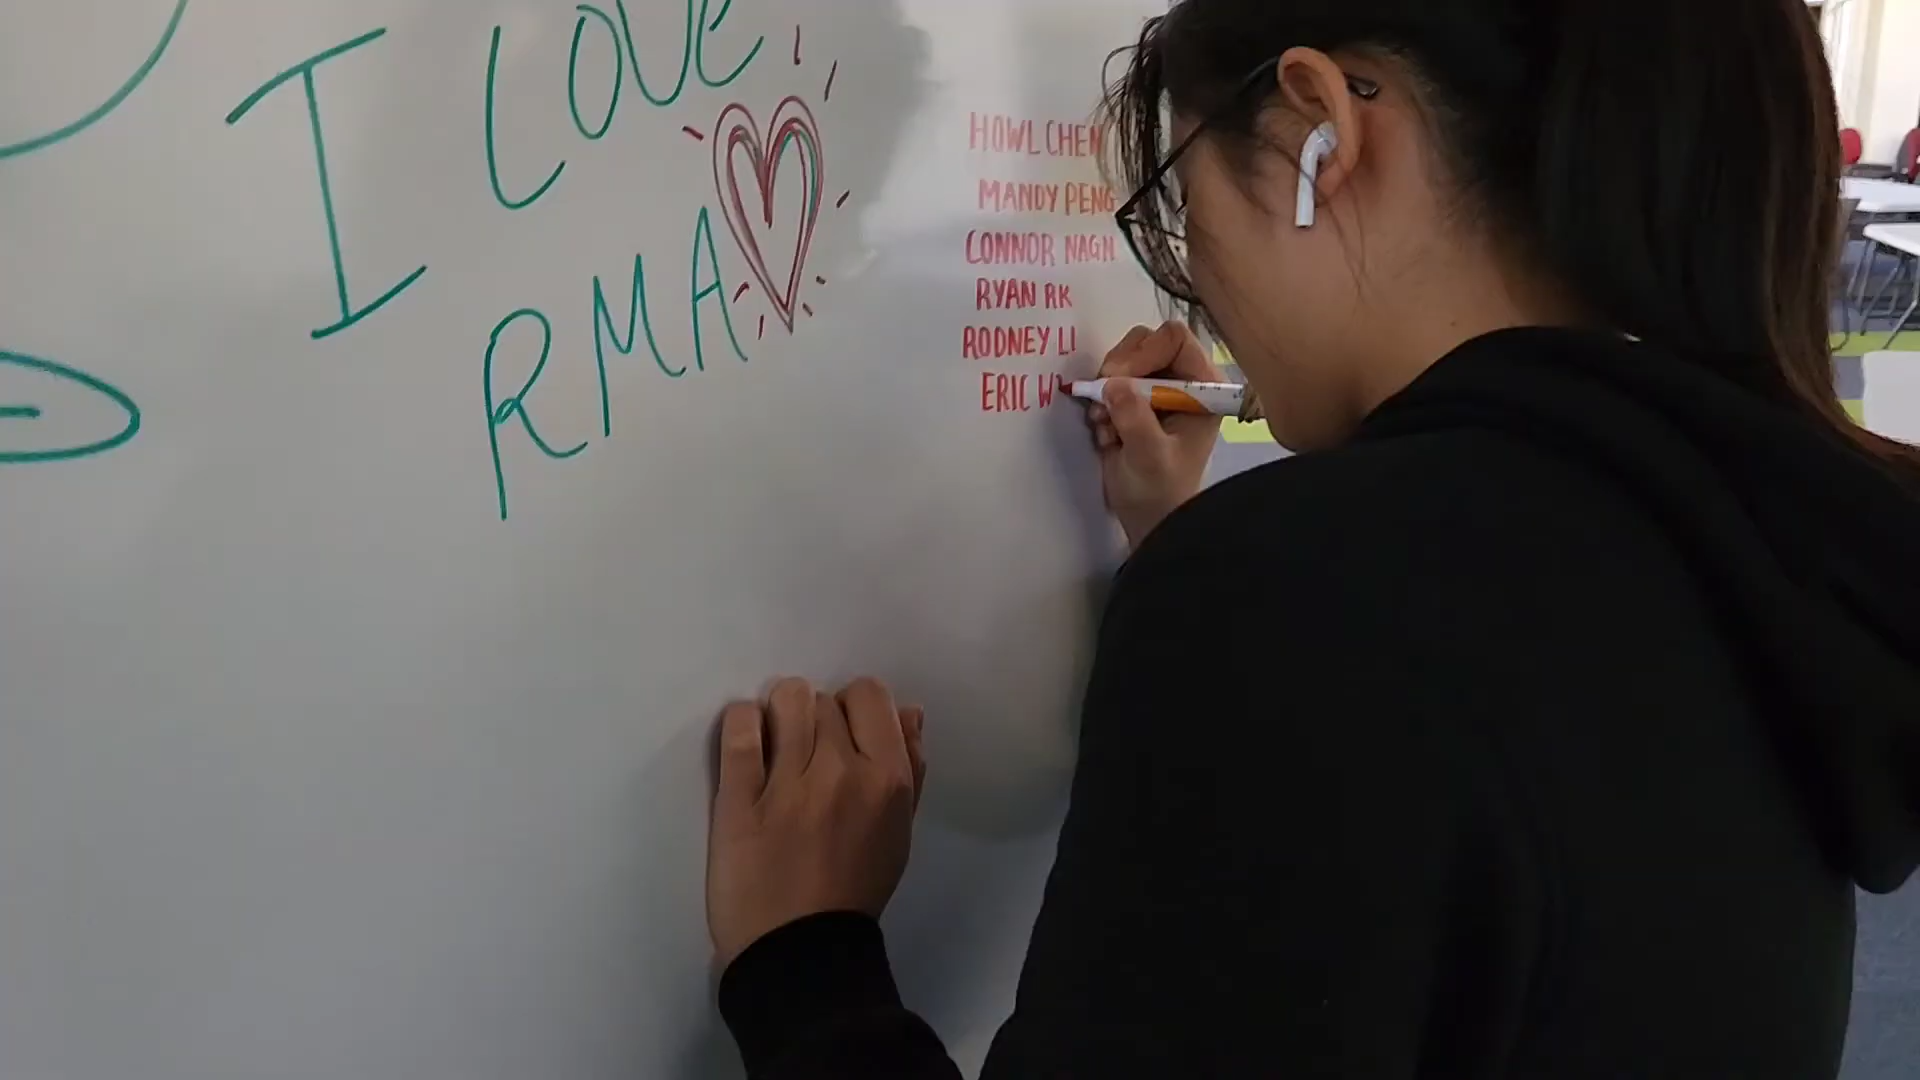 I LOVE
RMA
HOWL CHEN
MANDY PENG
CONNOR NAGN
RYAN RK
RODNEY LI
ERIC